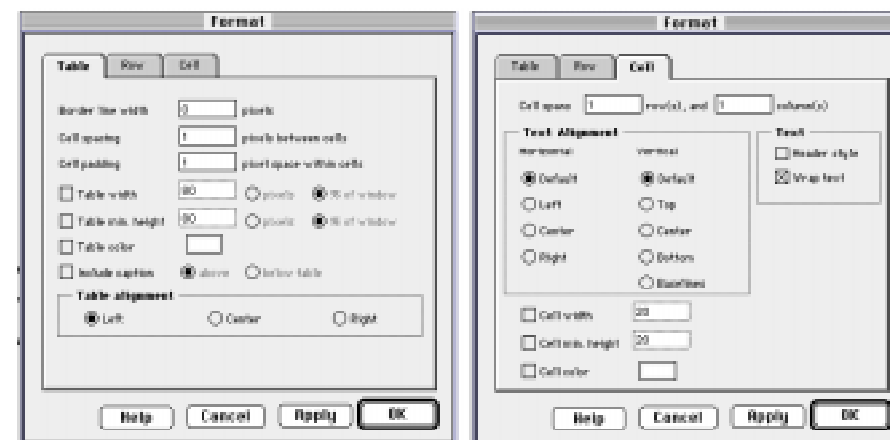 Format
Table Row Cell
Border line width 0 pixels
Cell spacing 1 pixels between cells
Cell padding 1 pixel space within cells
Table width 80 pixels % of window
Table min. height 80 pixels % of window
Table color
Include caption above below table
Table alignment
Left Center Right
Help Cancel Apply OK
Format
Table Row Cell
Cell spans 1 row(s), and 1 column(s)
Text Alignment
Horizontal Vertical
Default Default
Left Top
Center Center
Right Bottom
Baselines
Text
Header style
Wrap text
Cell width 20
Cell min. height 20
Cell color
Help Cancel Apply OK